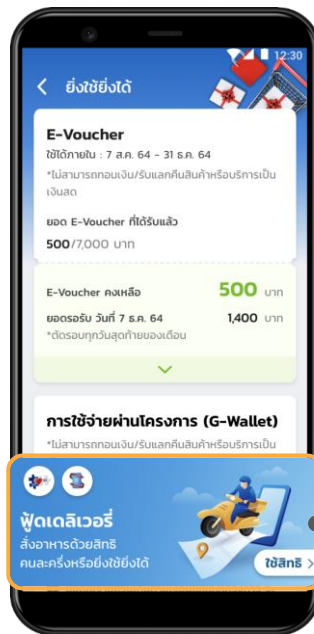 12:30
ยิ่งใช้ยิ่งได้
E-Voucher
ใช้ได้ภายใน : 7 ส.ค. 64 - 31 ธ.ค. 64
*ไม่สามารถทอนเงิน/รับแลกคืนสินค้าหรือบริการเป็น
เงินสด
ยอด E-Voucher ที่ได้รับแล้ว
500/7,000 บาท
E-Voucher คงเหลือ 500 บาท
ยอดรอรับ วันที่ 7 ธ.ค. 64 1,400 บาท
*ตัดรอบทุกวันสุดท้ายของเดือน
การใช้จ่ายผ่านโครงการ (G-Wallet)
*ไม่สามารถทอนเงิน/รับแลกคืนสินค้าหรือบริการเป็น
ฟู้ดเดลิเวอรี่
สั่งอาหารด้วยสิทธิ
คนละครึ่งหรือยิ่งใช้ยิ่งได้
ใช้สิทธิ >